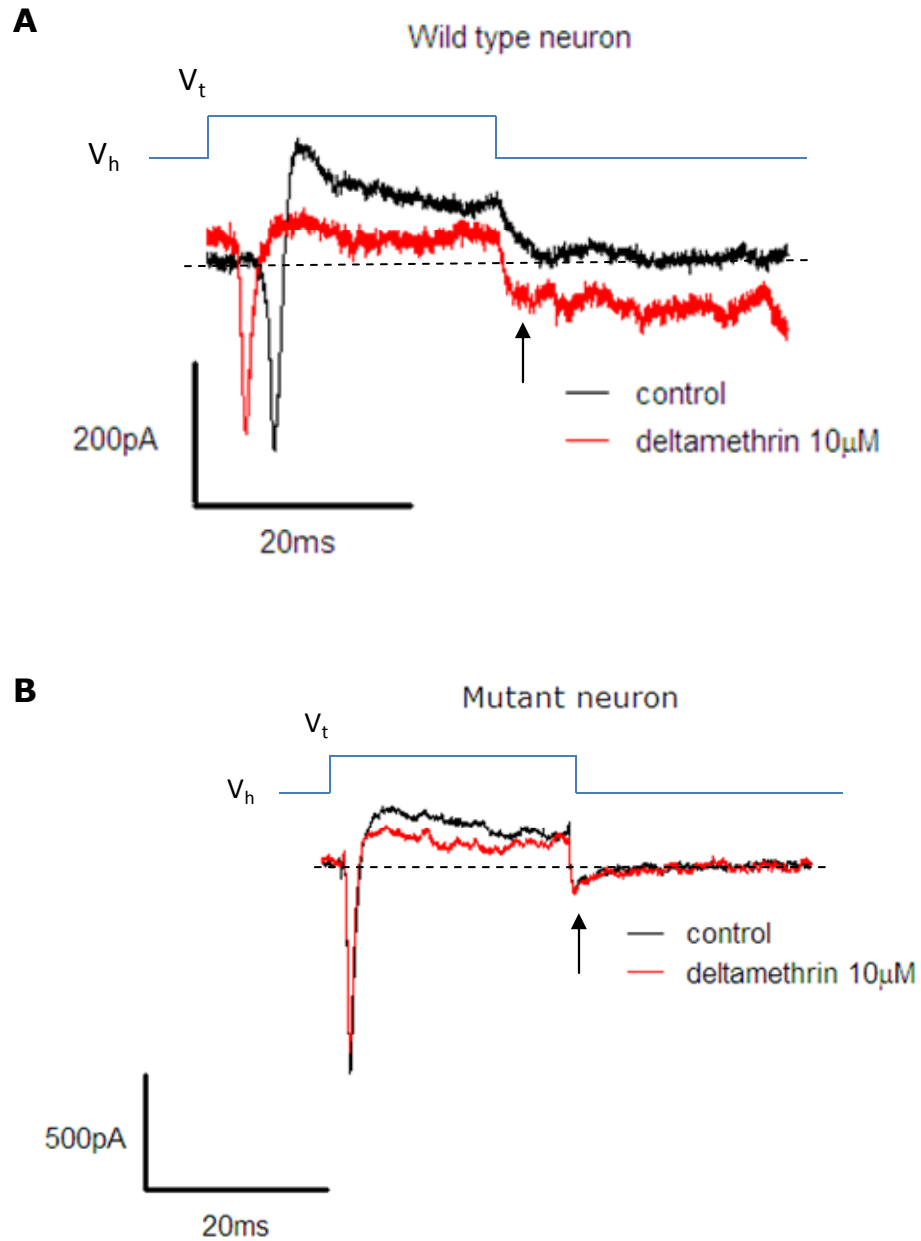 A
Wild type neuron
Vt
Vh
control
200pA
deltamethrin 10μM
20ms
B
Mutant neuron
Vt
Vh
control
deltamethrin 10μM
500pA
20ms